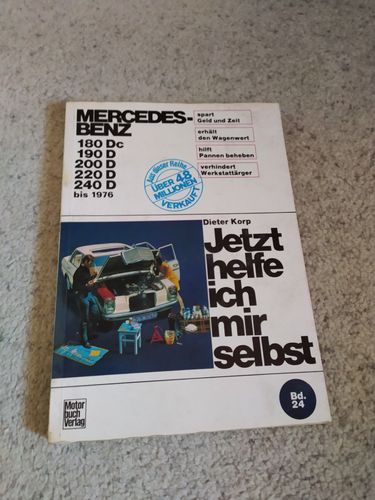 MERCEDES-
BENZ
180 Dc
190 D
200 D
220 D
240 D
bis 1976
spart
Geld und Zeit
erhält
den Wagenwert
hilft
Pannen beheben
verhindert
Werkstattärger
Aus dieser Reihe
ÜBER 4,8
MILLIONEN
VERKAUFT
Dieter Korp
Jetzt
helfe
ich
mir
selbst
Bd.
24
Motor
buch
Verlag